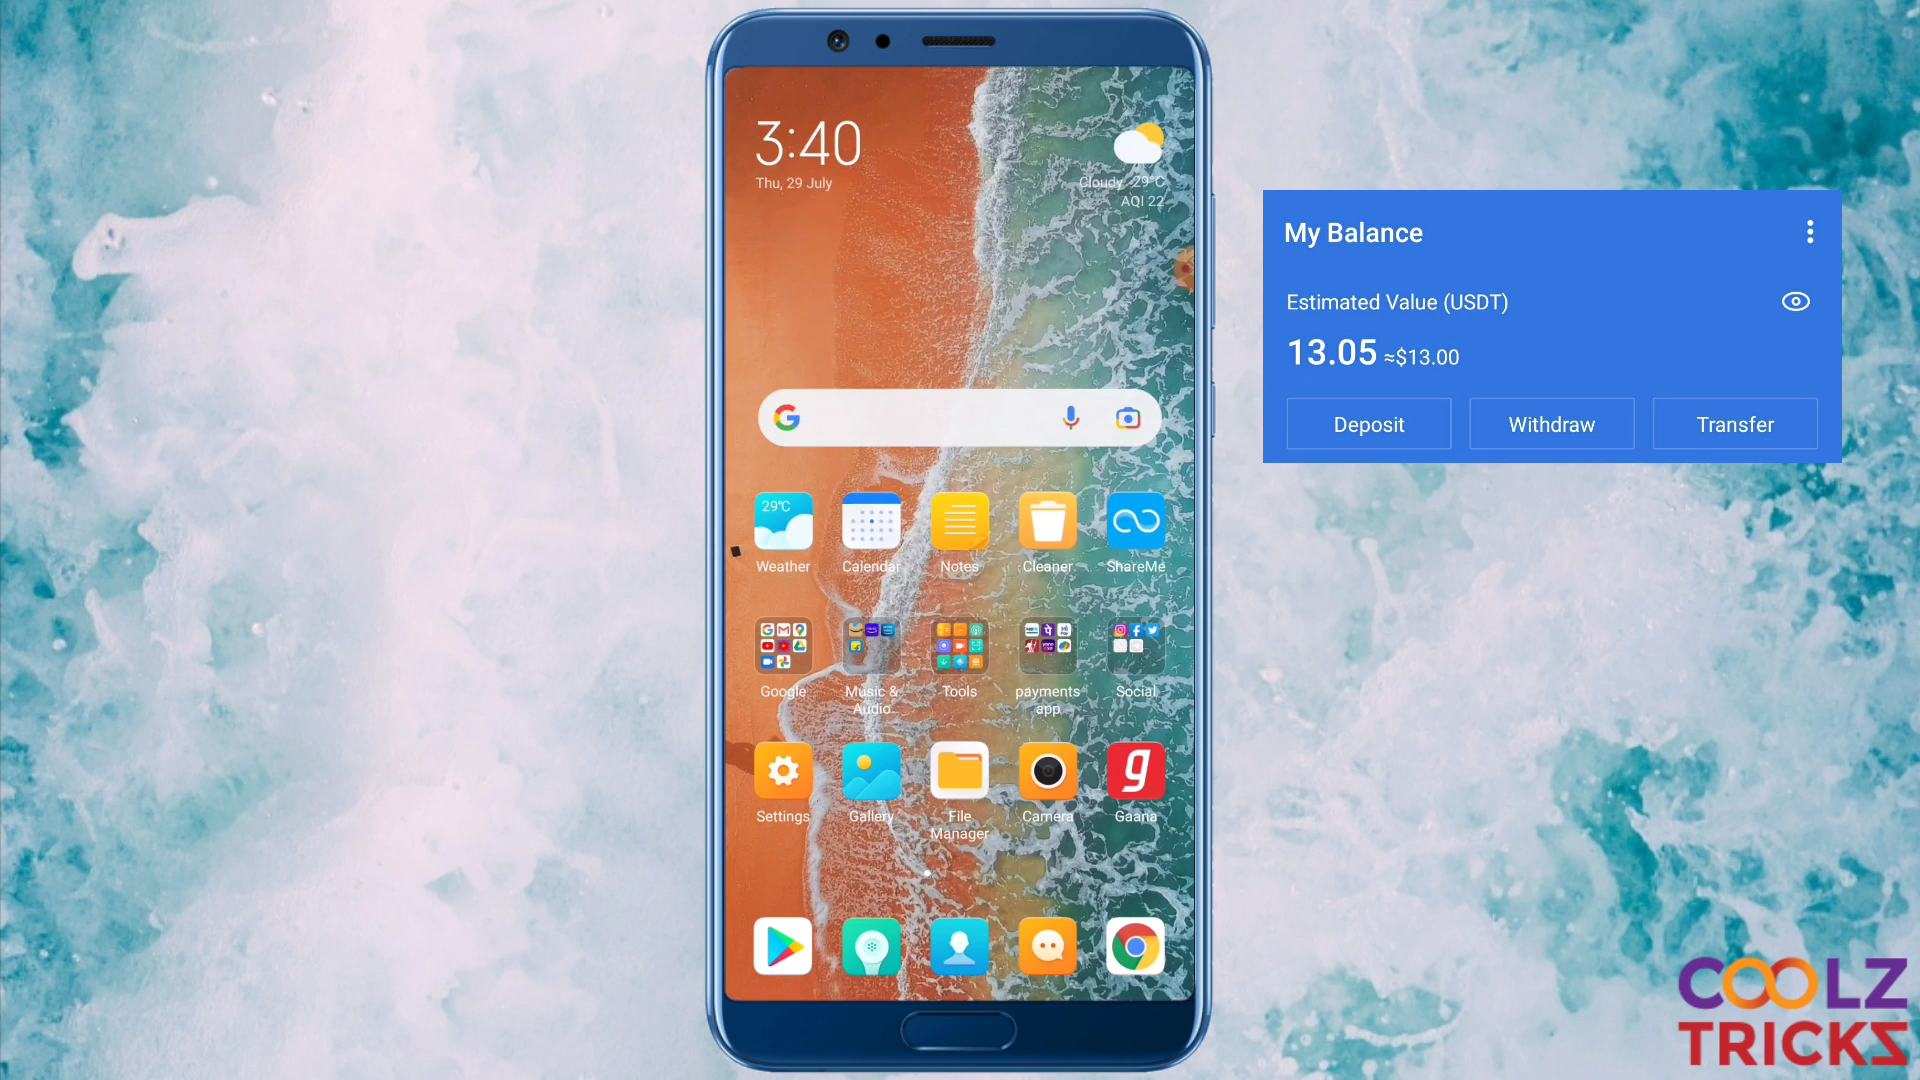 3:40
Thu, 29 July
Cloudy 29°C
AQI 22
29°C
Weather
Calendar
Notes
Cleaner
ShareMe
Google
Music &
Audio
Tools
payments
app
Social
Settings
Gallery
File
Manager
Camera
Gaana
My Balance
Estimated Value (USDT)
13.05 ≈$13.00
Deposit
Withdraw
Transfer
COOLZ
TRICKS